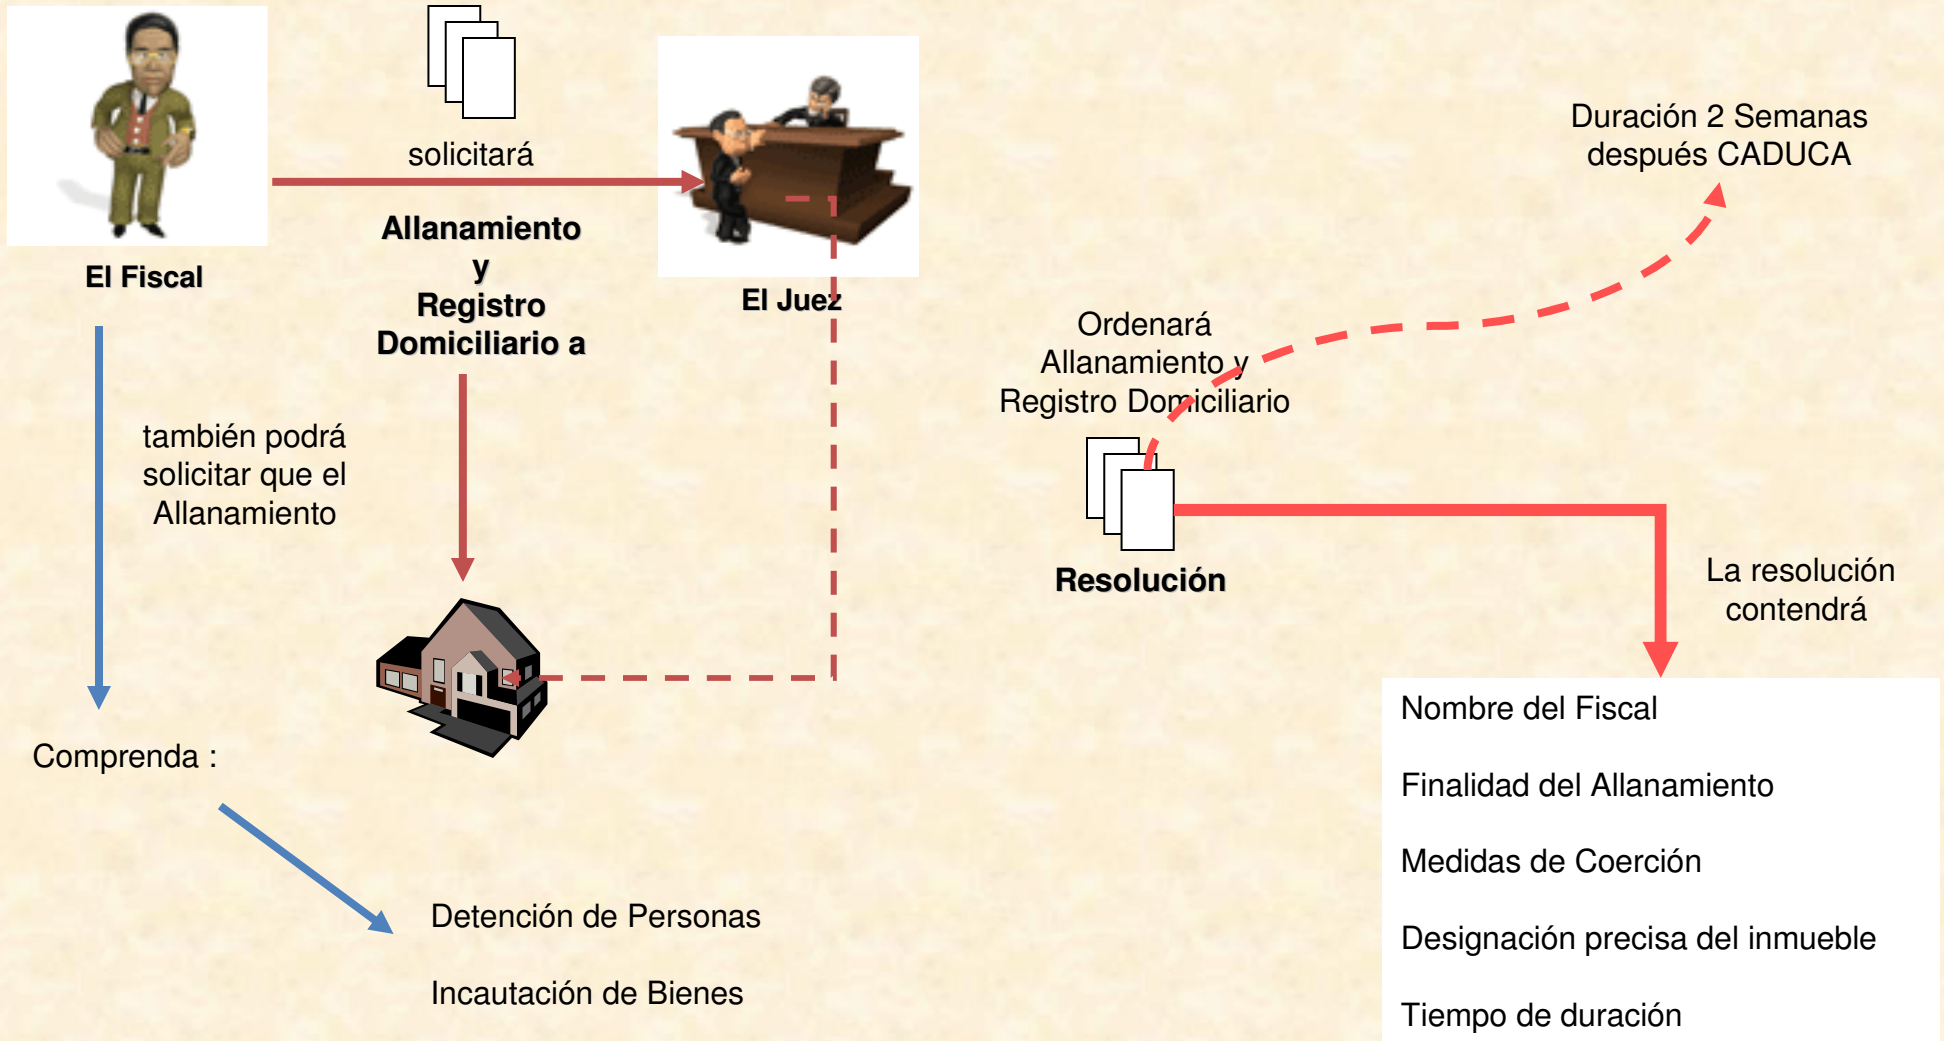 solicitará
El Fiscal
Allanamiento
y
Registro
Domiciliario a
El Juez
también podrá
solicitar que el
Allanamiento
Comprenda :
Detención de Personas
Incautación de Bienes
Ordenará
Allanamiento y
Registro Domiciliario
Resolución
Duración 2 Semanas
después CADUCA
La resolución
contendrá
Nombre del Fiscal
Finalidad del Allanamiento
Medidas de Coerción
Designación precisa del inmueble
Tiempo de duración